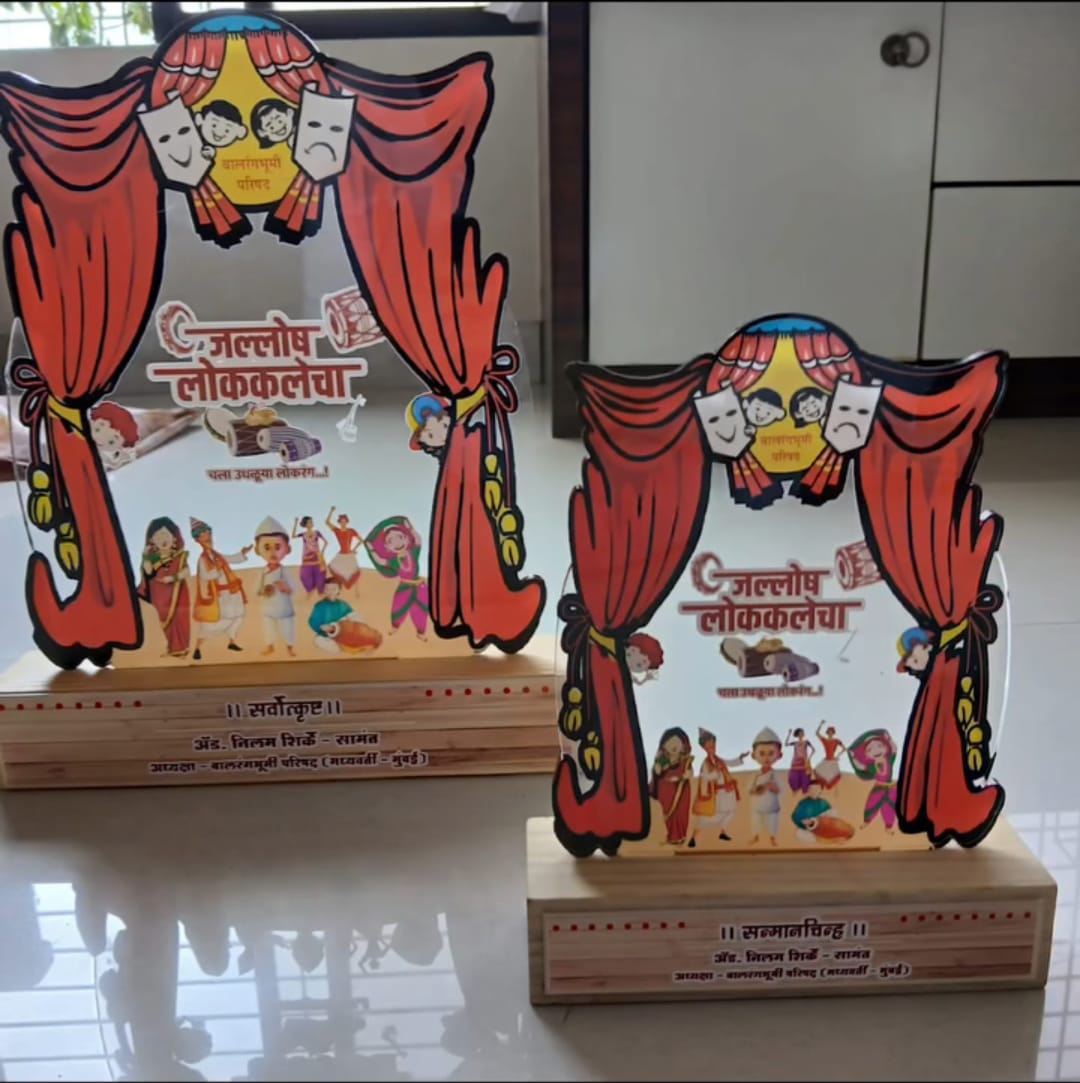 बालरंगभूमी
परिषद
जल्लोष
लोककलेचा
चला उधळूया लोकरंग...!
।। सर्वोत्कृष्ट ।।
ॲड. निलम शिर्के - सामंत
अध्यक्षा - बालरंगभूमी परिषद (मध्यवर्ती - मुंबई)
बालरंगभूमी
परिषद
जल्लोष
लोककलेचा
चला उधळूया लोकरंग...!
।। सन्मानचिन्ह ।।
ॲड. निलम शिर्के - सामंत
अध्यक्षा - बालरंगभूमी परिषद (मध्यवर्ती - मुंबई)